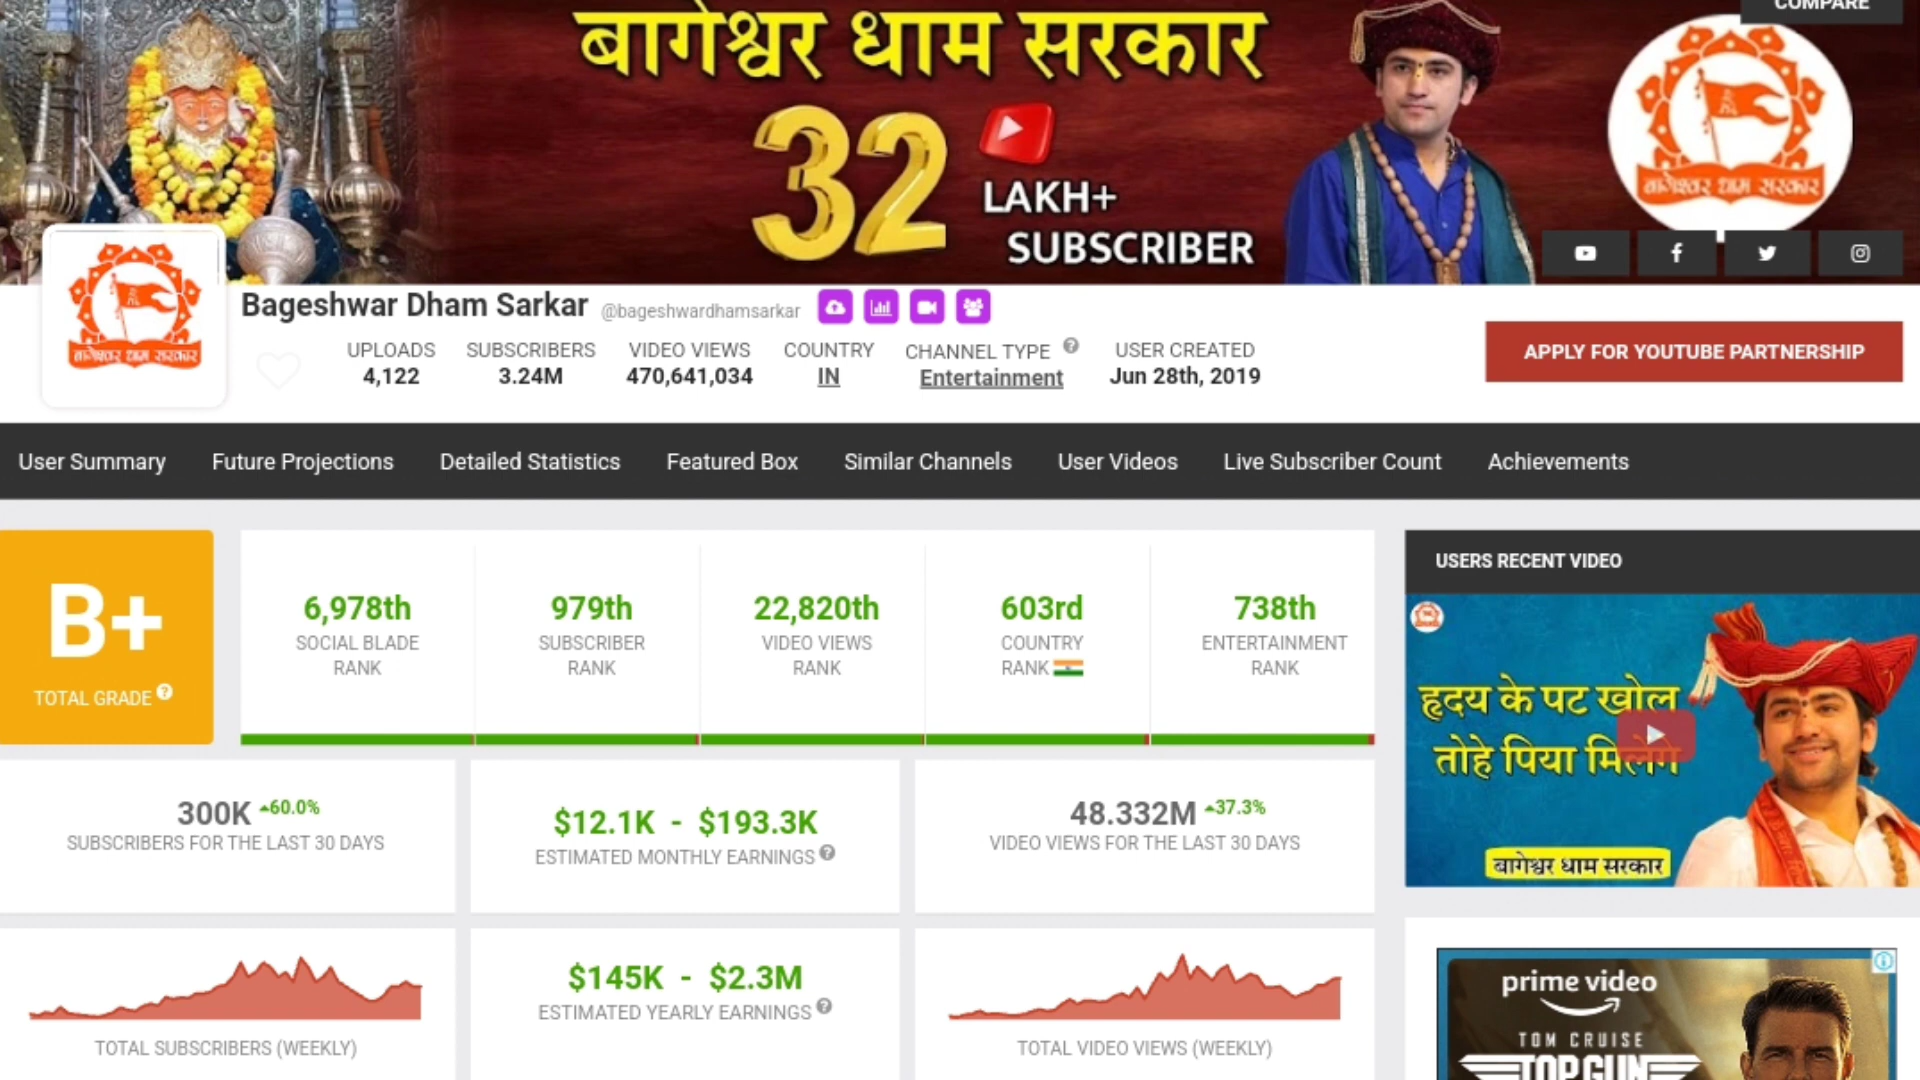 COMPARE
बागेश्वर धाम सरकार
32
LAKH+
SUBSCRIBER
बागेश्वर धाम सरकार
बागेश्वर धाम सरकार
Bageshwar Dham Sarkar @bageshwardhamsarkar
UPLOADS SUBSCRIBERS VIDEO VIEWS COUNTRY CHANNEL TYPE USER CREATED
4,122 3.24M 470,641,034 IN Entertainment Jun 28th, 2019
APPLY FOR YOUTUBE PARTNERSHIP
User Summary Future Projections Detailed Statistics Featured Box Similar Channels User Videos Live Subscriber Count Achievements
B+
TOTAL GRADE
6,978th 979th 22,820th 603rd 738th
SOCIAL BLADE SUBSCRIBER VIDEO VIEWS COUNTRY ENTERTAINMENT
RANK RANK RANK RANK RANK
USERS RECENT VIDEO
हृदय के पट खोल
तोहे पिया मिलेंगे
बागेश्वर धाम सरकार
300K 60.0%
SUBSCRIBERS FOR THE LAST 30 DAYS
$12.1K - $193.3K
ESTIMATED MONTHLY EARNINGS
48.332M 37.3%
VIDEO VIEWS FOR THE LAST 30 DAYS
TOTAL SUBSCRIBERS (WEEKLY)
$145K - $2.3M
ESTIMATED YEARLY EARNINGS
TOTAL VIDEO VIEWS (WEEKLY)
prime video
TOM CRUISE
TOPGUN